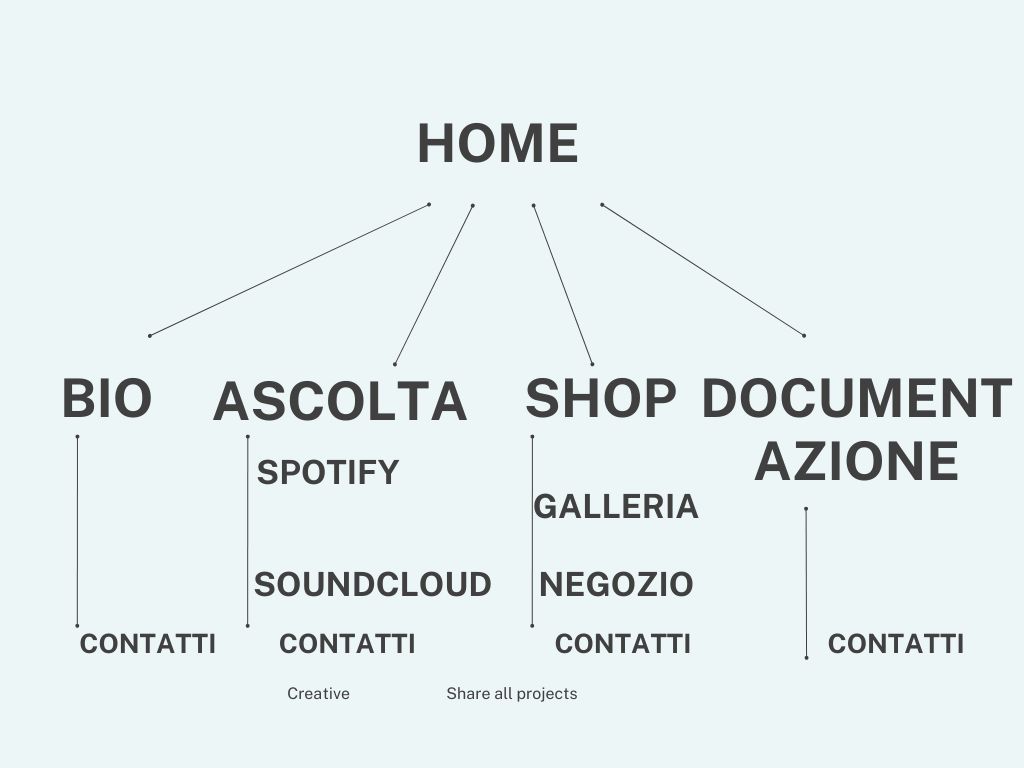 HOME
BIO
ASCOLTA
SHOP
DOCUMENT
AZIONE
SPOTIFY
GALLERIA
SOUNDCLOUD
NEGOZIO
CONTATTI
CONTATTI
CONTATTI
CONTATTI
Creative
Share all projects